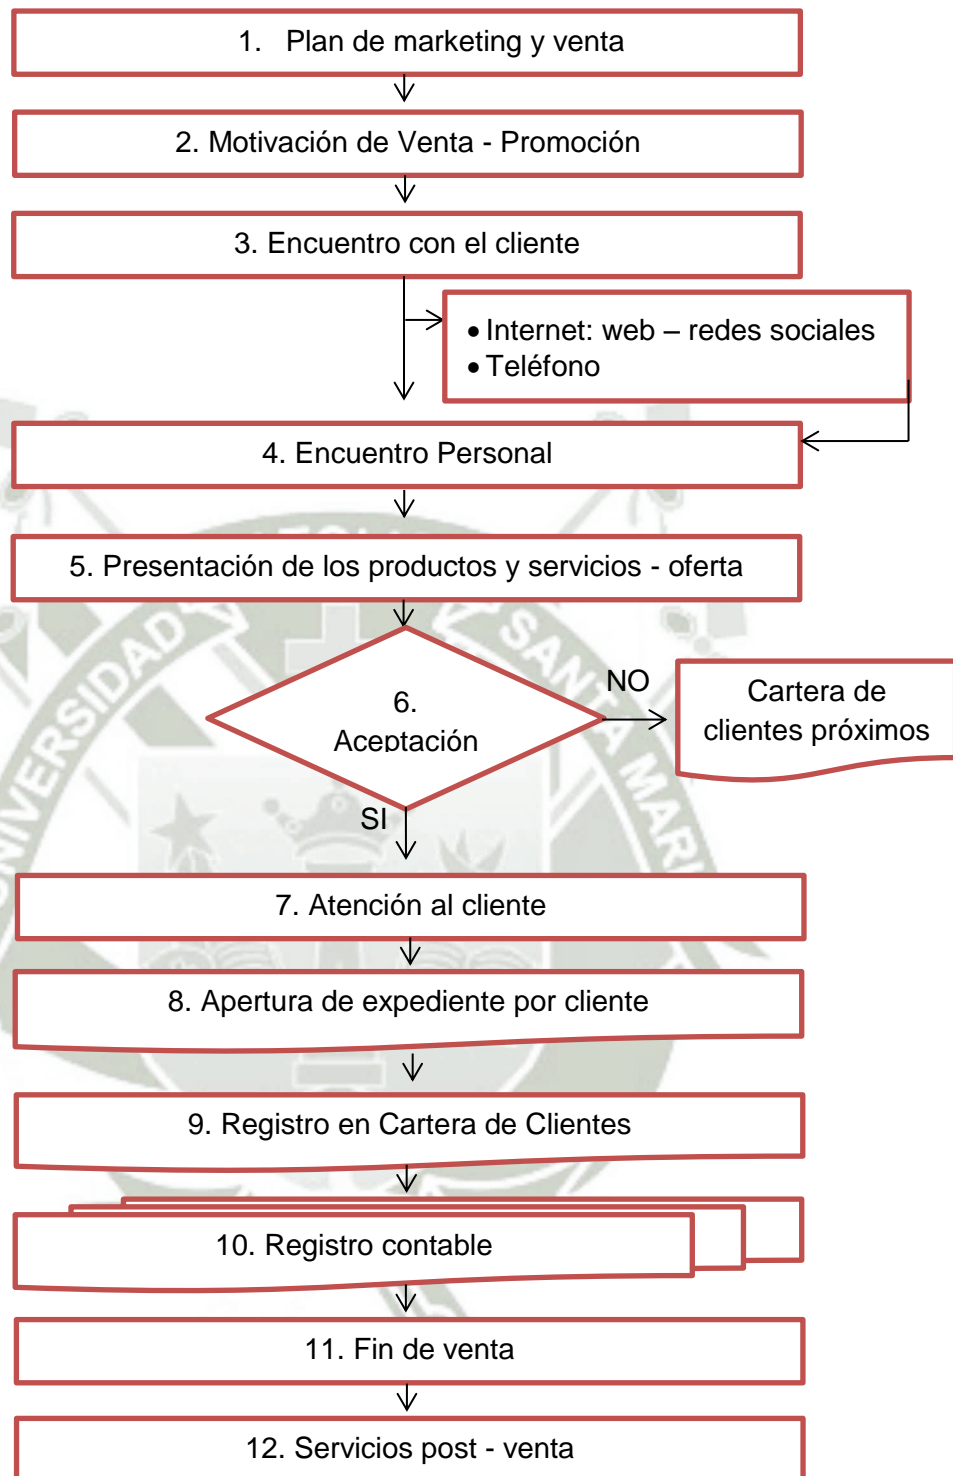 1. Plan de marketing y venta
2. Motivación de Venta - Promoción
3. Encuentro con el cliente
• Internet: web – redes sociales
• Teléfono
4. Encuentro Personal
5. Presentación de los productos y servicios - oferta
6.
Aceptación
NO
Cartera de
clientes próximos
SI
7. Atención al cliente
8. Apertura de expediente por cliente
9. Registro en Cartera de Clientes
10. Registro contable
11. Fin de venta
12. Servicios post - venta
UNIVERSIDAD
SANTA MARI